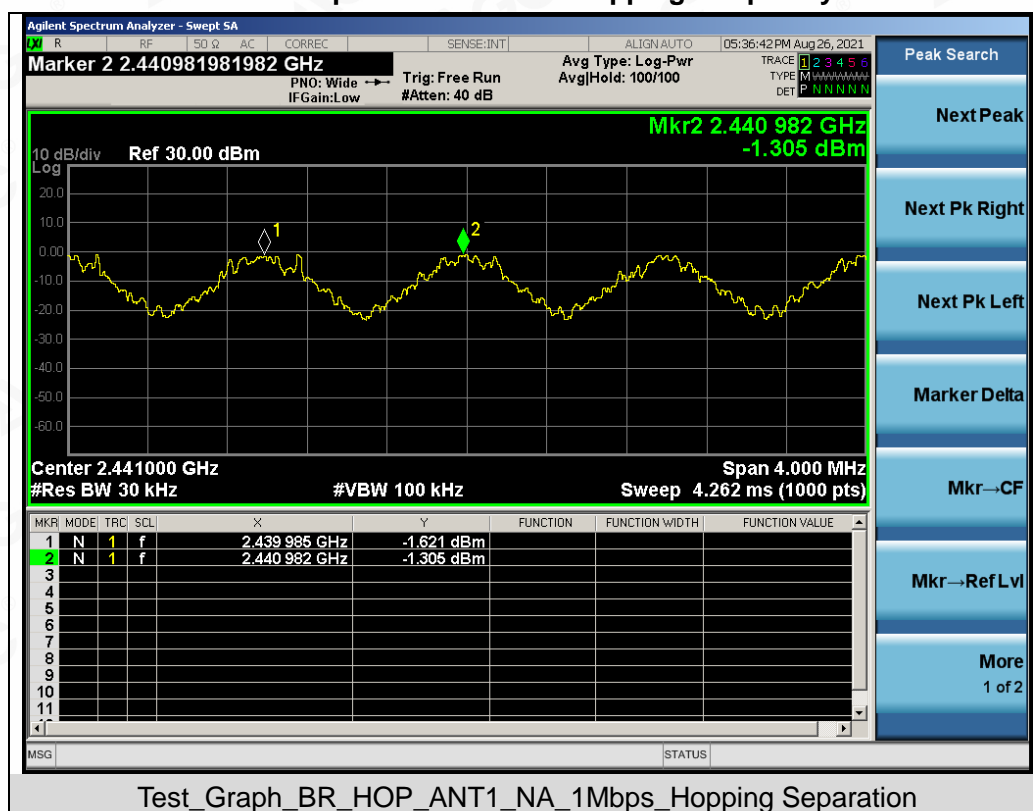 Agilent Spectrum Analyzer - Swept SA
LXI R RF 50 Ω AC CORREC SENSE:INT ALIGN AUTO 05:36:42 PM Aug 26, 2021
Marker 2 2.440981981982 GHz
PNO: Wide
IFGain:Low
Trig: Free Run
#Atten: 40 dB
Avg Type: Log-Pwr
Avg|Hold: 100/100
TRACE 1 2 3 4 5 6
TYPE M WWWWW
DET P N N N N N
Peak Search
Mkr2 2.440 982 GHz
-1.305 dBm
10 dB/div Ref 30.00 dBm
Log
20.0
10.0
0.00
-10.0
-20.0
-30.0
-40.0
-50.0
-60.0
1
2
Center 2.441000 GHz Span 4.000 MHz
#Res BW 30 kHz #VBW 100 kHz Sweep 4.262 ms (1000 pts)
MKR MODE TRC SCL X Y FUNCTION FUNCTION WIDTH FUNCTION VALUE
1 N 1 f 2.439 985 GHz -1.621 dBm
2 N 1 f 2.440 982 GHz -1.305 dBm
3
4
5
6
7
8
9
10
11
Next Peak
Next Pk Right
Next Pk Left
Marker Delta
Mkr→CF
Mkr→Ref Lvl
More
1 of 2
MSG STATUS
Test_Graph_BR_HOP_ANT1_NA_1Mbps_Hopping Separation